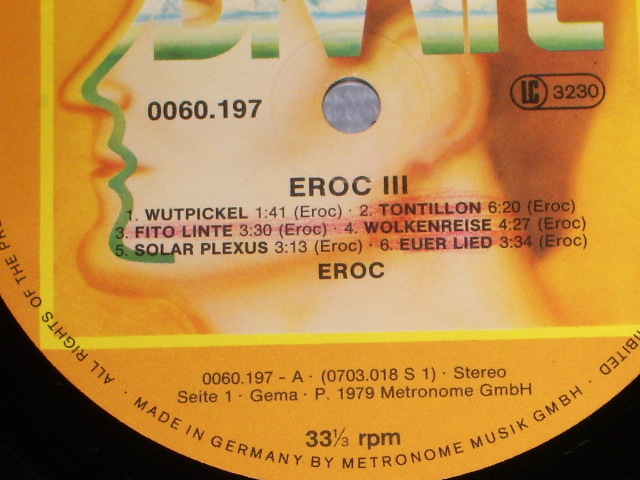 0060.197
LC 3230
EROC III
1. WUTPICKEL 1:41 (Eroc) · 2. TONTILLON 6:20 (Eroc)
3. FITO LINTE 3:30 (Eroc) · 4. WOLKENREISE 4:27 (Eroc)
5. SOLAR PLEXUS 3:13 (Eroc) · 6. EUER LIED 3:34 (Eroc)
EROC
0060.197 - A · (0703.018 S 1) · Stereo
Seite 1 · Gema · P. 1979 Metronome GmbH
33⅓ rpm
ALL RIGHTS OF THE
· MADE IN GERMANY BY METRONOME MUSIK GMBH ·